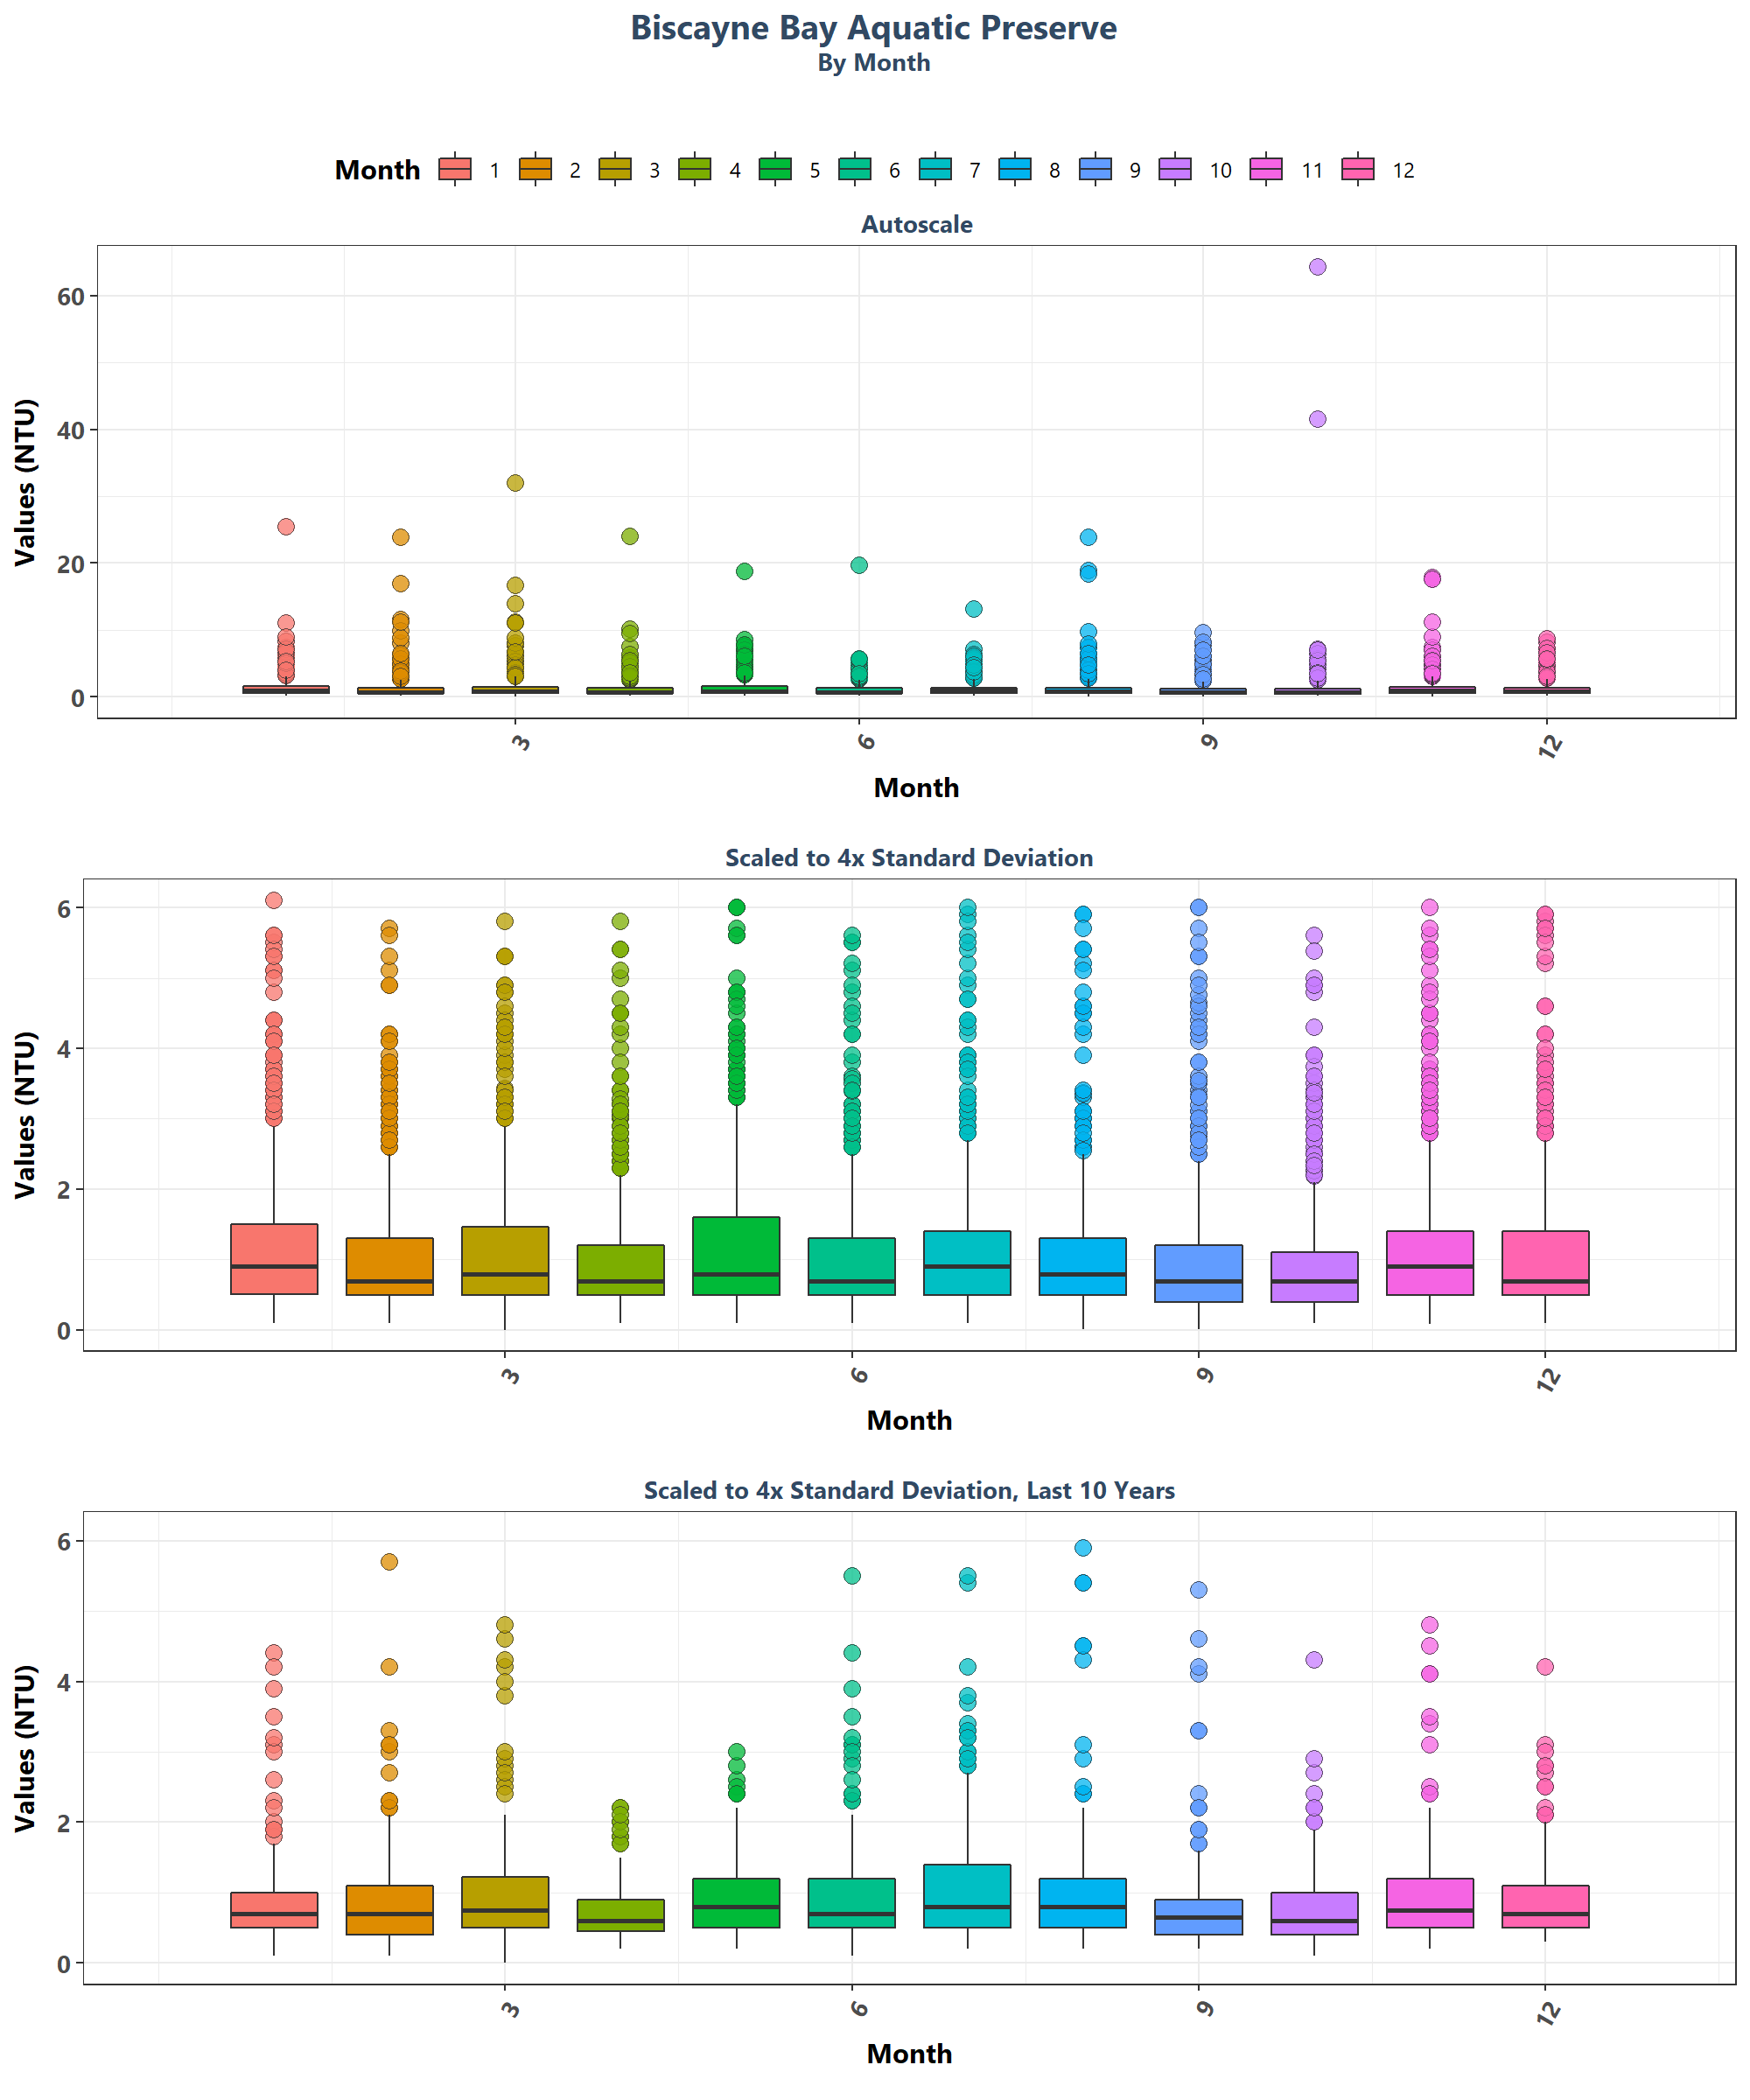 Biscayne Bay Aquatic Preserve
By Month
Month 1 2 3 4 5 6 7 8 9 10 11 12
Autoscale
Values (NTU)
60
40
20
0
3 6 9 12
Month
Scaled to 4x Standard Deviation
Values (NTU)
6
4
2
0
3 6 9 12
Month
Scaled to 4x Standard Deviation, Last 10 Years
Values (NTU)
6
4
2
0
3 6 9 12
Month